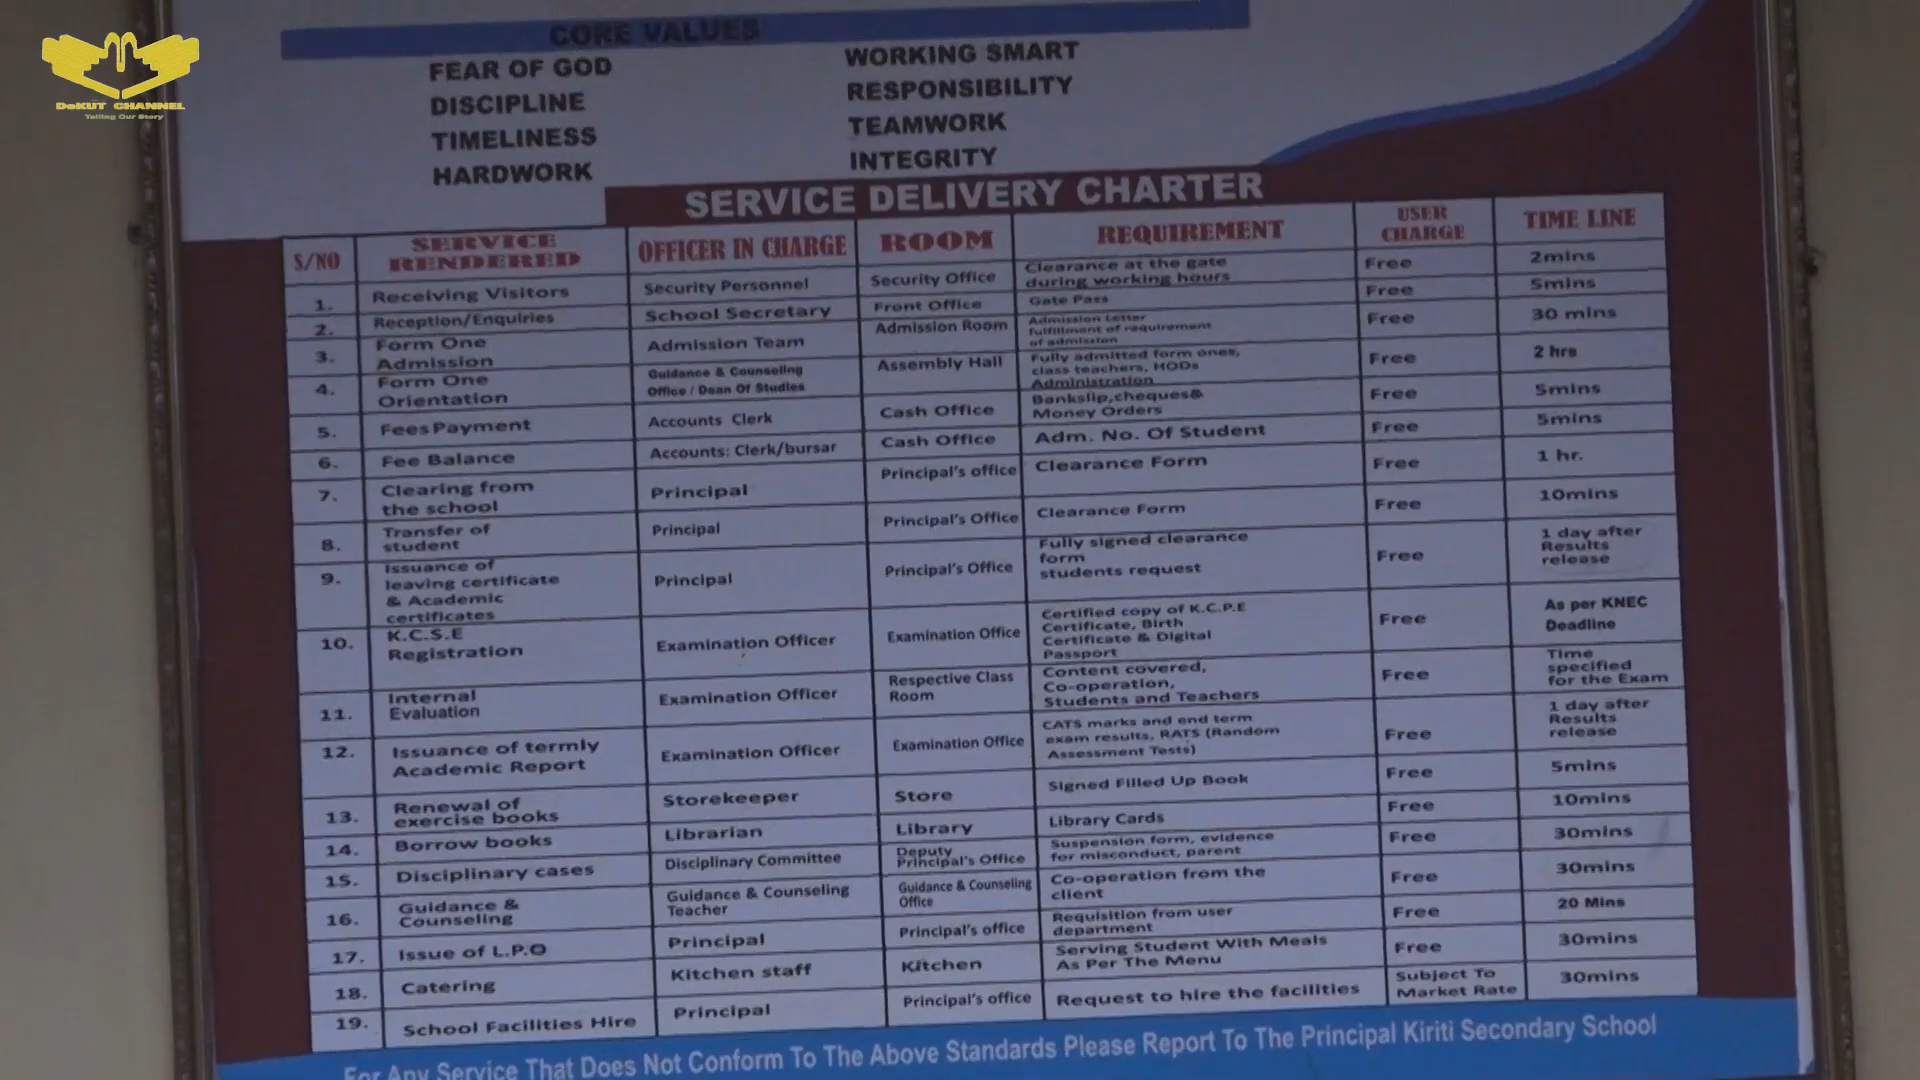 DeKUT CHANNEL
Telling Our Story
CORE VALUES
FEAR OF GOD
DISCIPLINE
TIMELINESS
HARDWORK
WORKING SMART
RESPONSIBILITY
TEAMWORK
INTEGRITY
SERVICE DELIVERY CHARTER
S/NO SERVICE RENDERED OFFICER IN CHARGE ROOM REQUIREMENT USER CHARGE TIME LINE
1. Receiving Visitors Security Personnel Security Office Clearance at the gate during working hours Free 2mins
2. Reception/Enquiries School Secretary Front Office Gate Pass Free 5mins
3. Form One Admission Admission Team Admission Room Admission Letter fulfillment of requirement of admission Free 30 mins
4. Form One Orientation Guidance & Counseling Office / Dean Of Studies Assembly Hall Fully admitted form ones, class teachers, HODs Administration Free 2 hrs
5. Fees Payment Accounts Clerk Cash Office Bankslip,cheques& Money Orders Free 5mins
6. Fee Balance Accounts: Clerk/bursar Cash Office Adm. No. Of Student Free 5mins
7. Clearing from the school Principal Principal's office Clearance Form Free 1 hr.
8. Transfer of student Principal Principal's Office Clearance Form Free 10mins
9. Issuance of leaving certificate & Academic certificates Principal Principal's Office Fully signed clearance form students request Free 1 day after Results release
10. K.C.S.E Registration Examination Officer Examination Office Certified copy of K.C.P.E Certificate, Birth Certificate & Digital Passport Free As per KNEC Deadline
11. Internal Evaluation Examination Officer Respective Class Room Content covered, Co-operation, Students and Teachers Free Time specified for the Exam
12. Issuance of termly Academic Report Examination Officer Examination Office CATS marks and end term exam results, RATS (Random Assessment Tests) Free 1 day after Results release
13. Renewal of exercise books Storekeeper Store Signed Filled Up Book Free 5mins
14. Borrow books Librarian Library Library Cards Free 10mins
15. Disciplinary cases Disciplinary Committee Deputy Principal's Office Suspension form, evidence for misconduct, parent Free 30mins
16. Guidance & Counseling Guidance & Counseling Teacher Guidance & Counseling Office Co-operation from the client Free 30mins
17. Issue of L.P.O Principal Principal's office Requisition from user department Free 20 Mins
18. Catering Kitchen staff Kitchen Serving Student With Meals As Per The Menu Free 30mins
19. School Facilities Hire Principal Principal's office Request to hire the facilities Subject To Market Rate 30mins
For Any Service That Does Not Conform To The Above Standards Please Report To The Principal Kiriti Secondary School